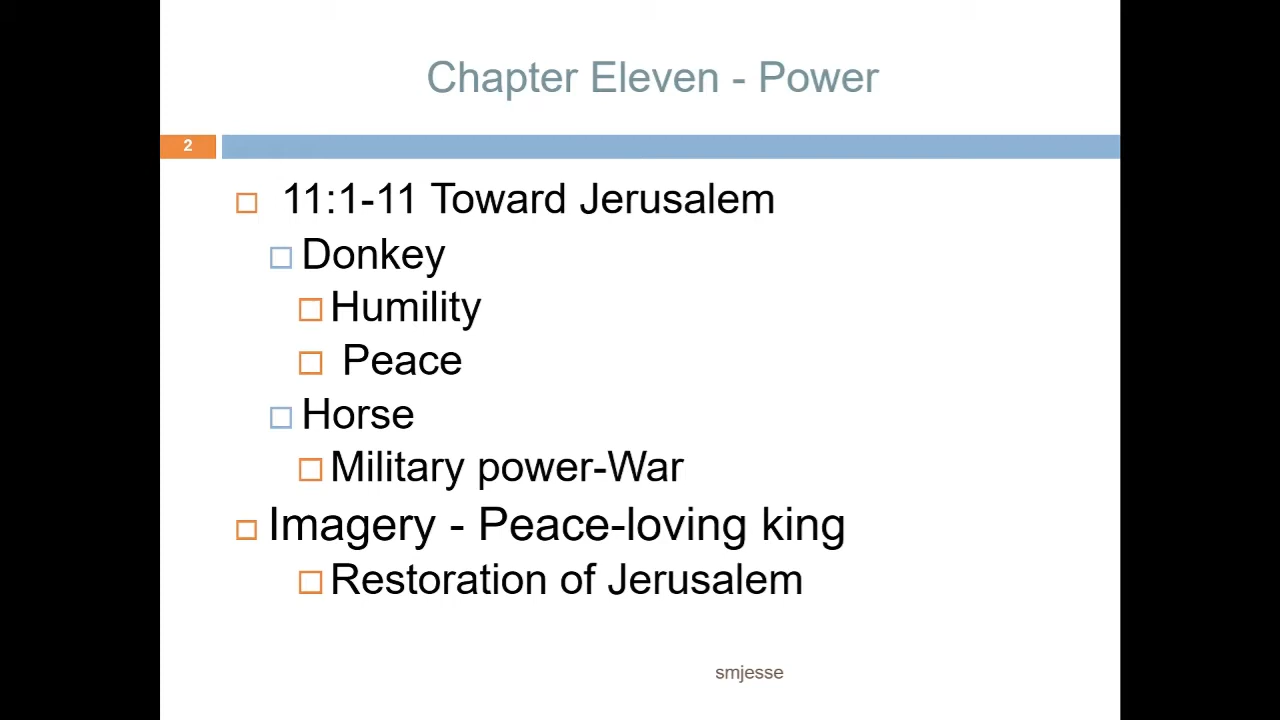 Chapter Eleven - Power
2
11:1-11 Toward Jerusalem
Donkey
Humility
Peace
Horse
Military power-War
Imagery - Peace-loving king
Restoration of Jerusalem
smjesse